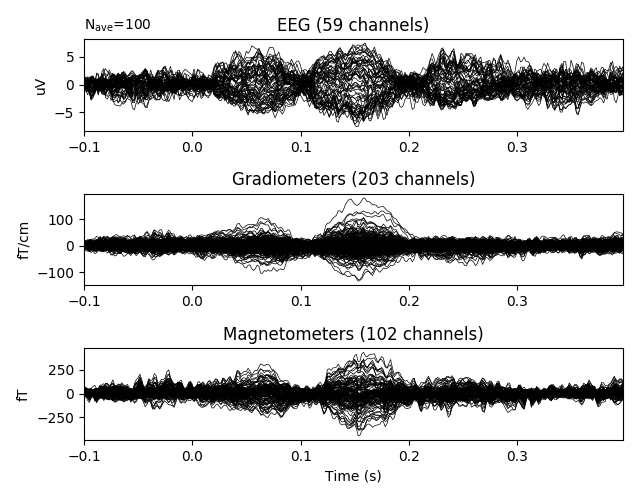 N_ave=100
EEG (59 channels)
uV
5
0
−5
−0.1 0.0 0.1 0.2 0.3
Gradiometers (203 channels)
fT/cm
100
0
−100
−0.1 0.0 0.1 0.2 0.3
Magnetometers (102 channels)
fT
250
0
−250
−0.1 0.0 0.1 0.2 0.3
Time (s)